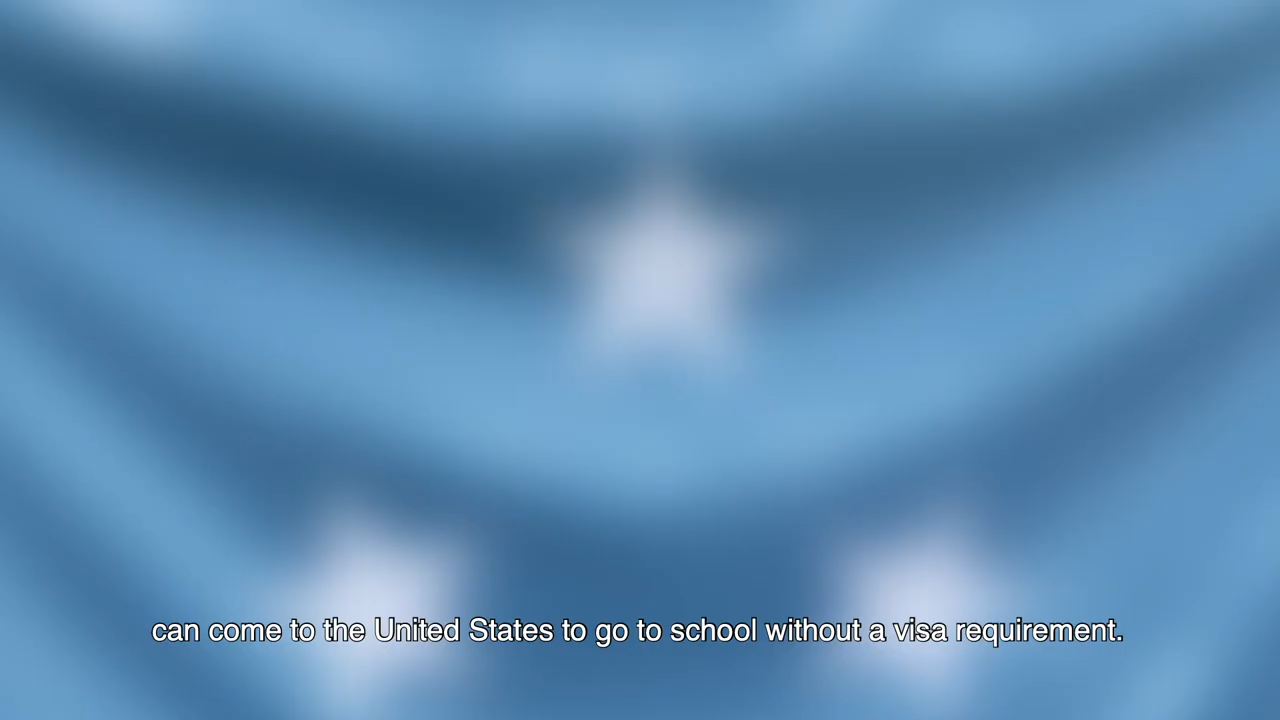 can come to the United States to go to school without a visa requirement.